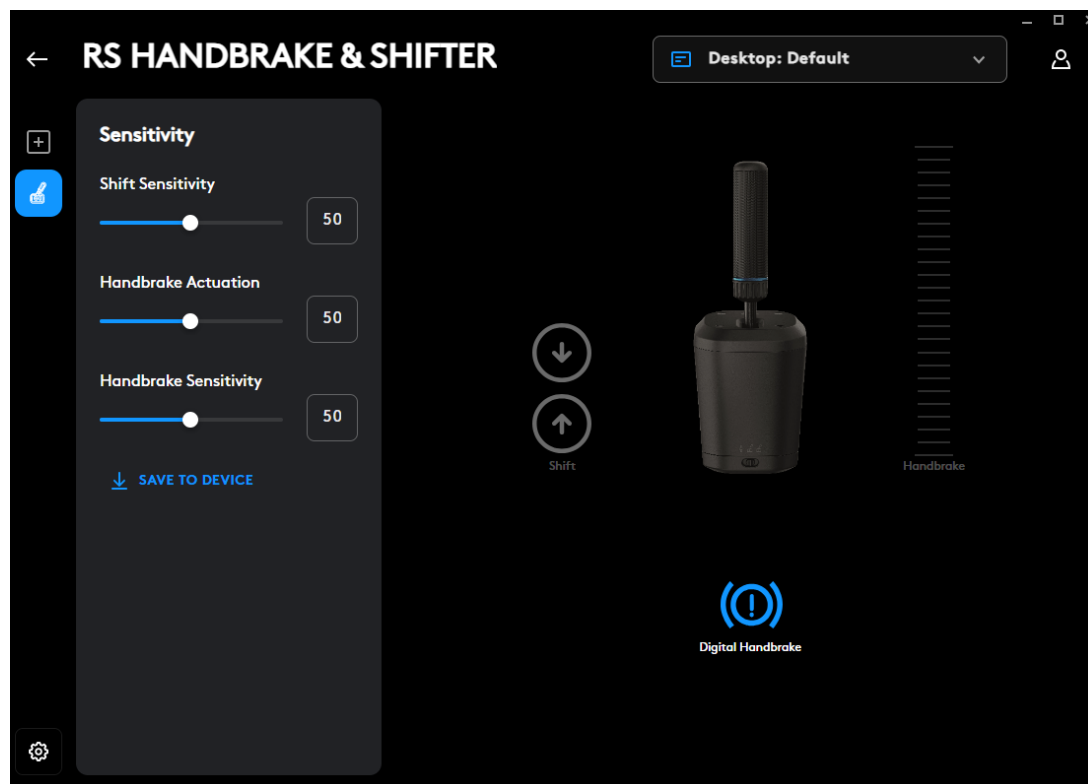 RS HANDBRAKE & SHIFTER
Desktop: Default
Sensitivity
Shift Sensitivity
50
Handbrake Actuation
50
Handbrake Sensitivity
50
SAVE TO DEVICE
Shift
Handbrake
Digital Handbrake